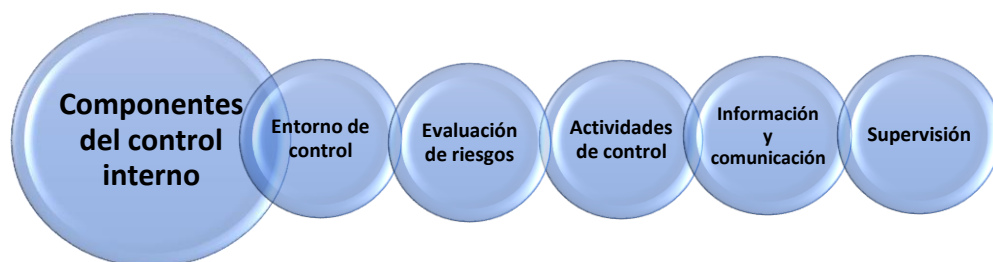 Componentes
del control
interno
Entorno de
control
Evaluación
de riesgos
Actividades
de control
Información
y
comunicación
Supervisión